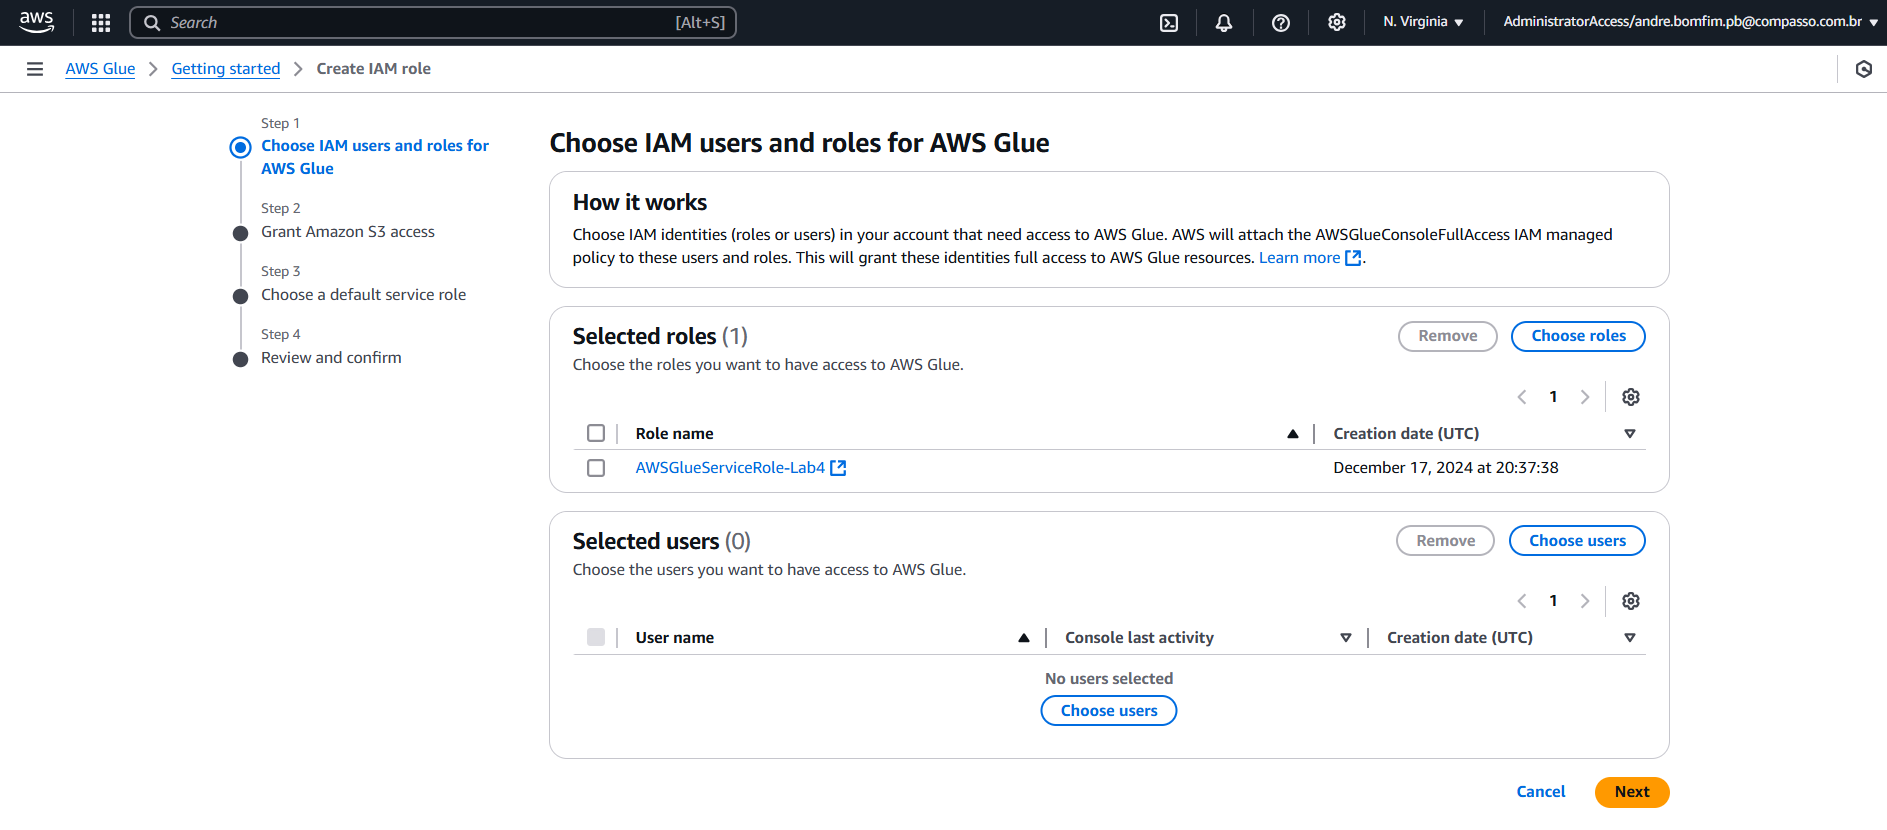 aws
Search [Alt+S]
N. Virginia
AdministratorAccess/andre.bomfim.pb@compasso.com.br
AWS Glue
Getting started
Create IAM role
Step 1
Choose IAM users and roles for
AWS Glue
Step 2
Grant Amazon S3 access
Step 3
Choose a default service role
Step 4
Review and confirm
Choose IAM users and roles for AWS Glue
How it works
Choose IAM identities (roles or users) in your account that need access to AWS Glue. AWS will attach the AWSGlueConsoleFullAccess IAM managed
policy to these users and roles. This will grant these identities full access to AWS Glue resources. Learn more.
Selected roles (1)
Remove
Choose roles
Choose the roles you want to have access to AWS Glue.
1
Role name
Creation date (UTC)
AWSGlueServiceRole-Lab4
December 17, 2024 at 20:37:38
Selected users (0)
Remove
Choose users
Choose the users you want to have access to AWS Glue.
1
User name
Console last activity
Creation date (UTC)
No users selected
Choose users
Cancel
Next